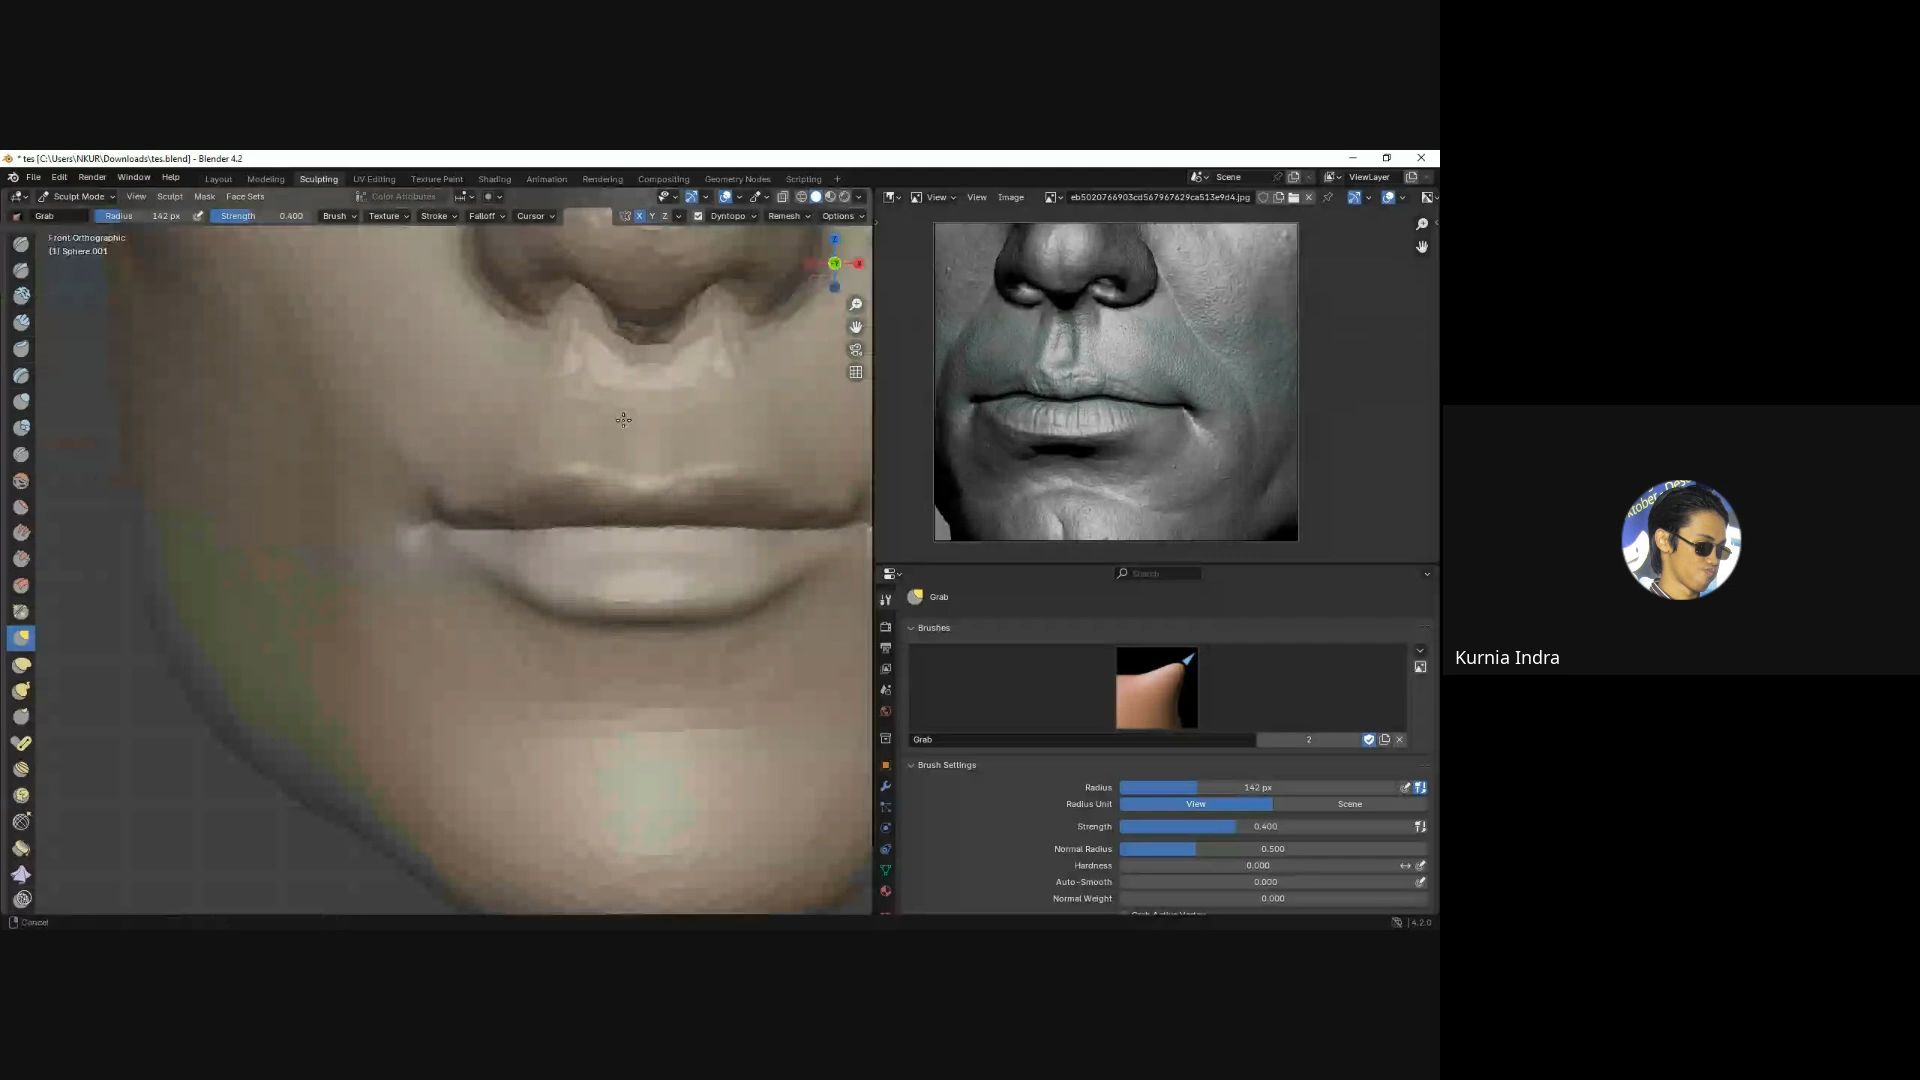 * tes [C:\Users\NKUR\Downloads\tes.blend] - Blender 4.2
File Edit Render Window Help Layout Modeling Sculpting UV Editing Texture Paint Shading Animation Rendering Compositing Geometry Nodes Scripting + Scene ViewLayer
Sculpt Mode View Sculpt Mask Face Sets Color Attributes View View Image eb5020766903cd567967629ca513e9d4.jpg
Grab Radius 142 px Strength 0.400 Brush Texture Stroke Falloff Cursor X Y Z Dyntopo Remesh Options
Front Orthographic
(1) Sphere.001
Search
Grab
Brushes
Grab 2
Brush Settings
Radius 142 px
Radius Unit View Scene
Strength 0.400
Normal Radius 0.500
Hardness 0.000
Auto-Smooth 0.000
Normal Weight 0.000
Cancel 4.2.0
Kurnia Indra